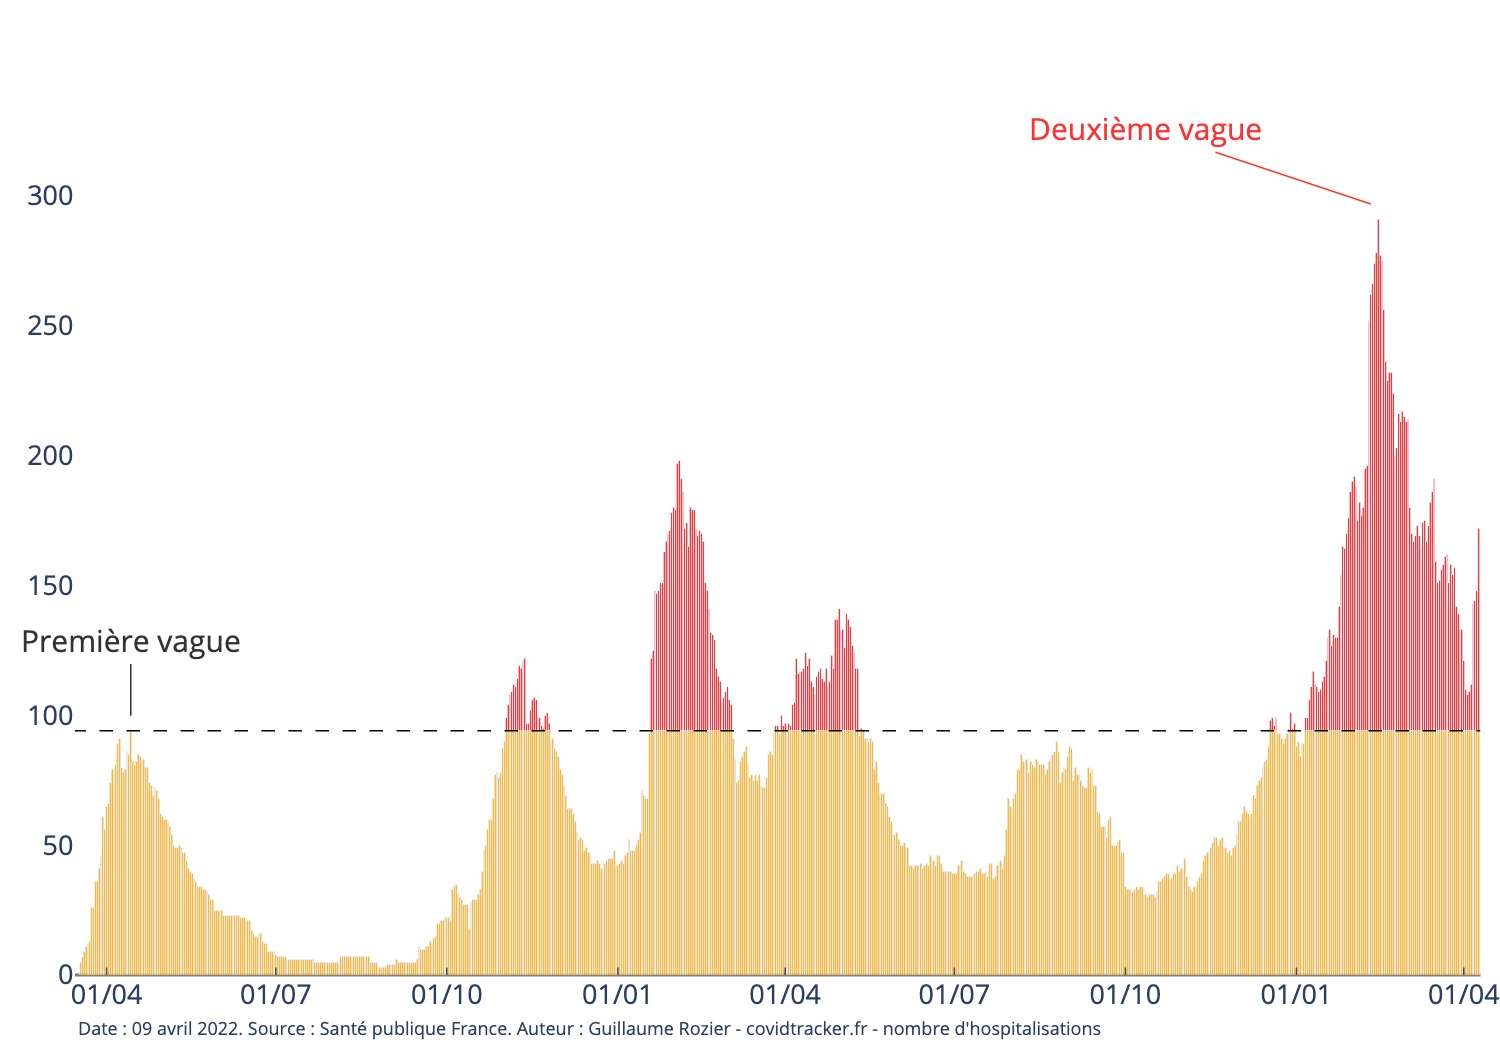 Deuxième vague
300
250
200
150
Première vague
100
50
0
01/04 01/07 01/10 01/01 01/04 01/07 01/10 01/01 01/04
Date : 09 avril 2022. Source : Santé publique France. Auteur : Guillaume Rozier - covidtracker.fr - nombre d'hospitalisations